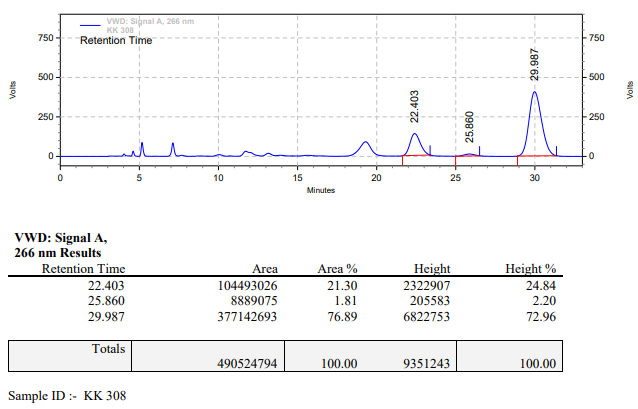 VWD: Signal A, 266 nm
KK 308
Retention Time
750
500
250
0
Volts
22.403
25.860
29.987
750
500
250
0
Volts
0 5 10 15 20 25 30
Minutes
VWD: Signal A,
266 nm Results
Retention Time Area Area % Height Height %
22.403 104493026 21.30 2322907 24.84
25.860 8889075 1.81 205583 2.20
29.987 377142693 76.89 6822753 72.96
Totals
490524794 100.00 9351243 100.00
Sample ID :- KK 308